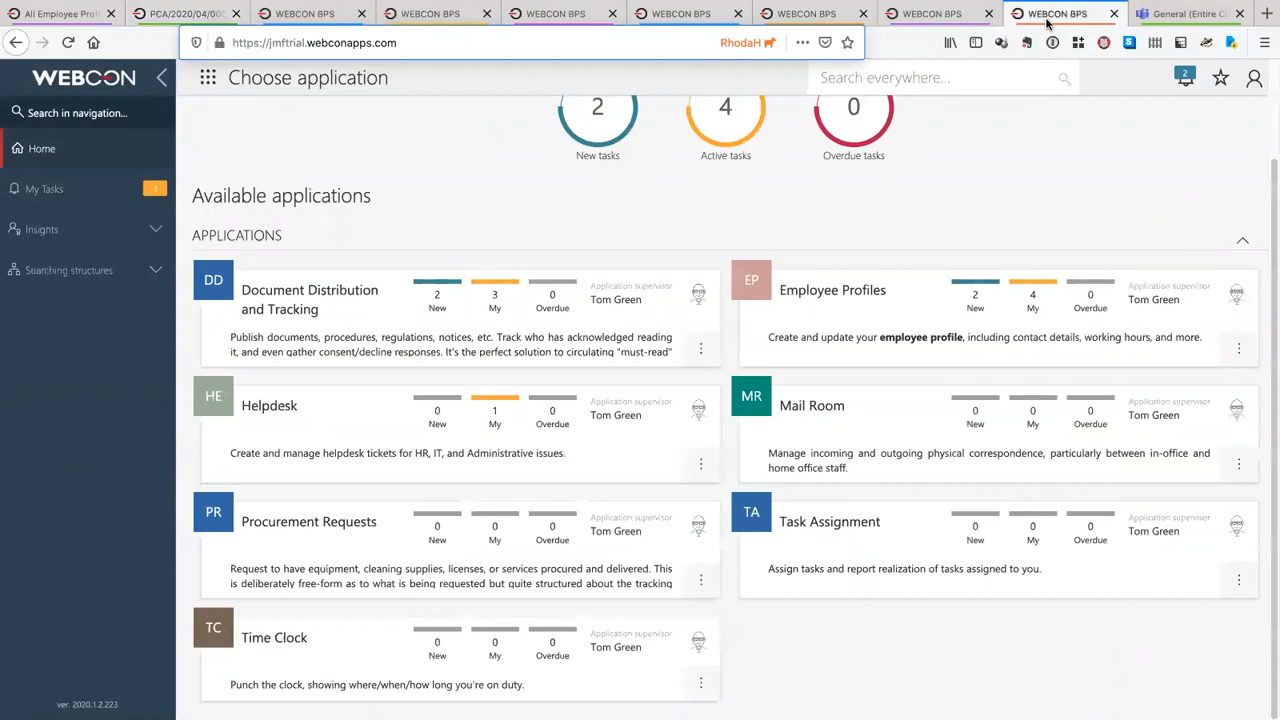 All Employee Prof
PCA/2020/04/00
WEBCON BPS
WEBCON BPS
WEBCON BPS
WEBCON BPS
WEBCON BPS
WEBCON BPS
WEBCON BPS
General (Entire C
https://jmftrial.webconapps.com
RhodaH
WEBCON
Choose application
Search everywhere...
2
Search in navigation...
Home
My Tasks
4
Insights
Searching structures
ver. 2020.1.2.223
2
4
0
New tasks
Active tasks
Overdue tasks
Available applications
APPLICATIONS
DD
Document Distribution
and Tracking
2
New
3
My
0
Overdue
Application supervisor
Tom Green
Publish documents, procedures, regulations, notices, etc. Track who has acknowledged reading
it, and even gather consent/decline responses. It's the perfect solution to circulating "must-read"
EP
Employee Profiles
2
New
4
My
0
Overdue
Application supervisor
Tom Green
Create and update your employee profile, including contact details, working hours, and more.
HE
Helpdesk
0
New
1
My
0
Overdue
Application supervisor
Tom Green
Create and manage helpdesk tickets for HR, IT, and Administrative issues.
MR
Mail Room
0
New
0
My
0
Overdue
Application supervisor
Tom Green
Manage incoming and outgoing physical correspondence, particularly between in-office and
home office staff.
PR
Procurement Requests
0
New
0
My
0
Overdue
Application supervisor
Tom Green
Request to have equipment, cleaning supplies, licenses, or services procured and delivered. This
is deliberately free-form as to what is being requested but quite structured about the tracking
TA
Task Assignment
0
New
0
My
0
Overdue
Application supervisor
Tom Green
Assign tasks and report realization of tasks assigned to you.
TC
Time Clock
0
New
0
My
0
Overdue
Application supervisor
Tom Green
Punch the clock, showing where/when/how long you're on duty.